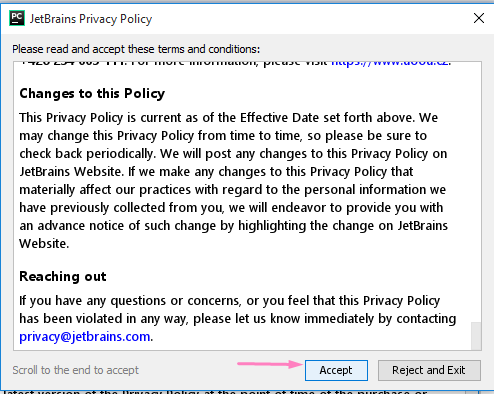 PC JetBrains Privacy Policy
Please read and accept these terms and conditions:
For more information, please visit https://www.uoou.cz.
Changes to this Policy
This Privacy Policy is current as of the Effective Date set forth above. We
may change this Privacy Policy from time to time, so please be sure to
check back periodically. We will post any changes to this Privacy Policy on
JetBrains Website. If we make any changes to this Privacy Policy that
materially affect our practices with regard to the personal information we
have previously collected from you, we will endeavor to provide you with
an advance notice of such change by highlighting the change on JetBrains
Website.
Reaching out
If you have any questions or concerns, or you feel that this Privacy Policy
has been violated in any way, please let us know immediately by contacting
privacy@jetbrains.com.
Scroll to the end to accept
Accept
Reject and Exit
latest version of the Privacy Policy at the point of time of the purchase or